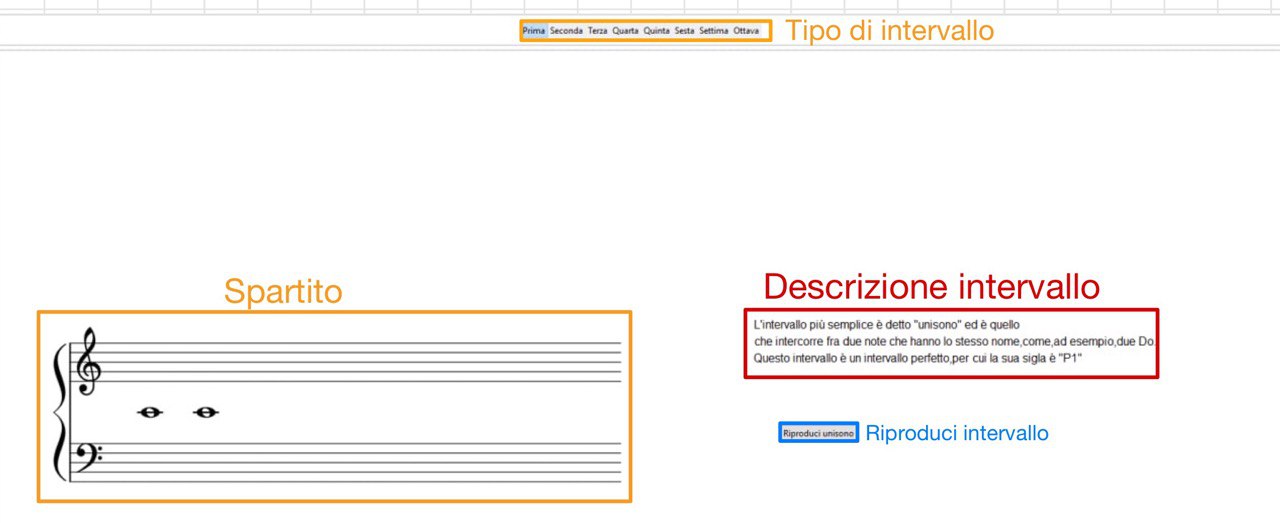 Prima Seconda Terza Quarta Quinta Sesta Settima Ottava
Tipo di intervallo
Spartito
Descrizione intervallo
L'intervallo più semplice è detto "unisono" ed è quello
che intercorre fra due note che hanno lo stesso nome,come,ad esempio,due Do.
Questo intervallo è un intervallo perfetto,per cui la sua sigla è "P1"
Riproduci unisono
Riproduci intervallo